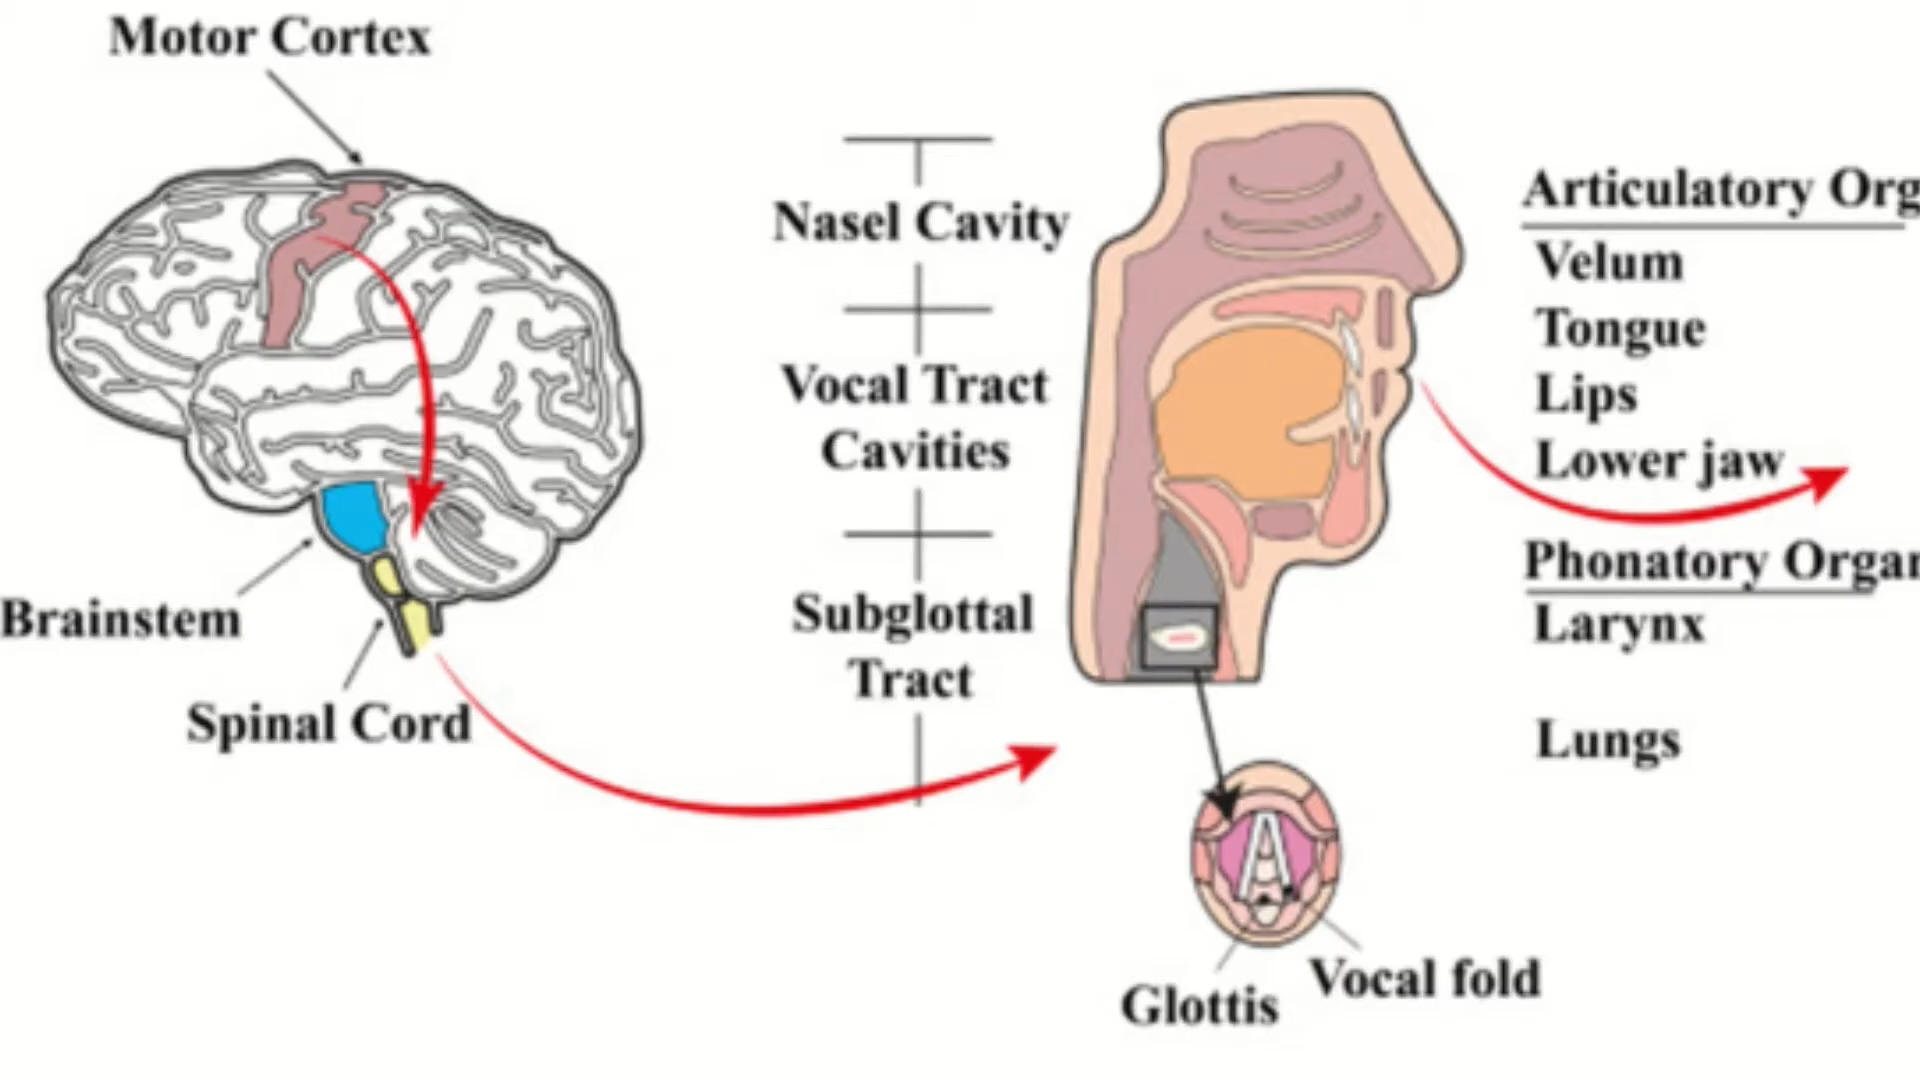 Motor Cortex
Brainstem
Spinal Cord
Nasel Cavity
Vocal Tract
Cavities
Subglottal
Tract
Glottis
Vocal fold
Articulatory Org
Velum
Tongue
Lips
Lower jaw
Phonatory Organ
Larynx
Lungs